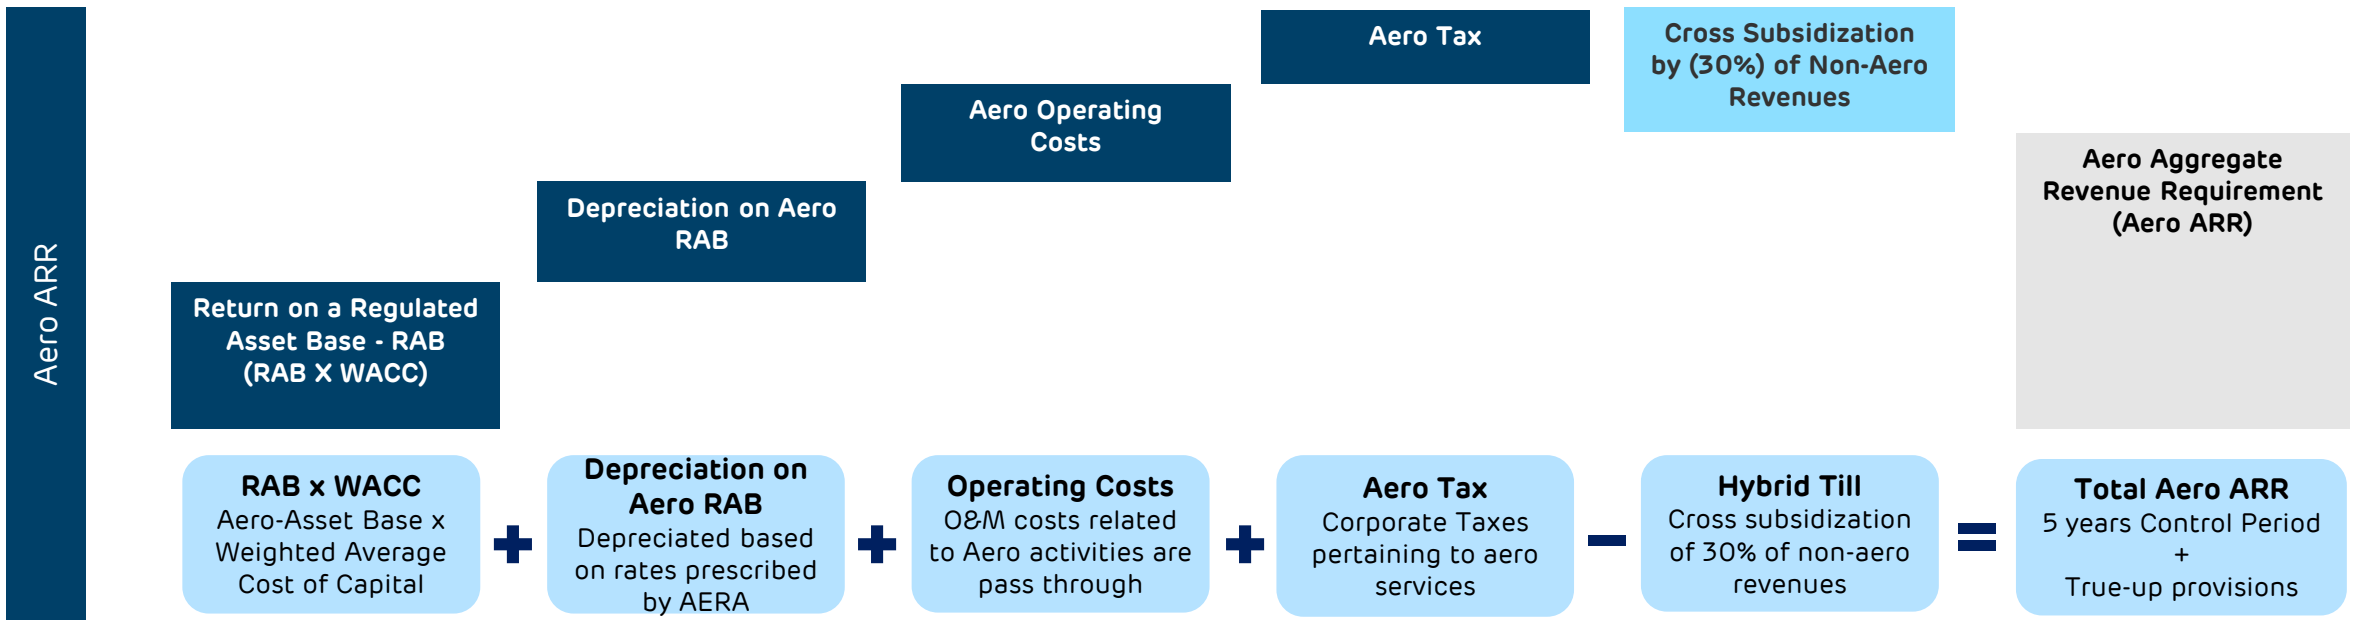 Aero ARR
Return on a Regulated
Asset Base - RAB
(RAB X WACC)
Depreciation on Aero
RAB
Aero Operating
Costs
Aero Tax
Cross Subsidization
by (30%) of Non-Aero
Revenues
Aero Aggregate
Revenue Requirement
(Aero ARR)
RAB x WACC
Aero-Asset Base x
Weighted Average
Cost of Capital
+
Depreciation on
Aero RAB
Depreciated based
on rates prescribed
by AERA
+
Operating Costs
O&M costs related
to Aero activities are
pass through
+
Aero Tax
Corporate Taxes
pertaining to aero
services
-
Hybrid Till
Cross subsidization
of 30% of non-aero
revenues
=
Total Aero ARR
5 years Control Period
+
True-up provisions